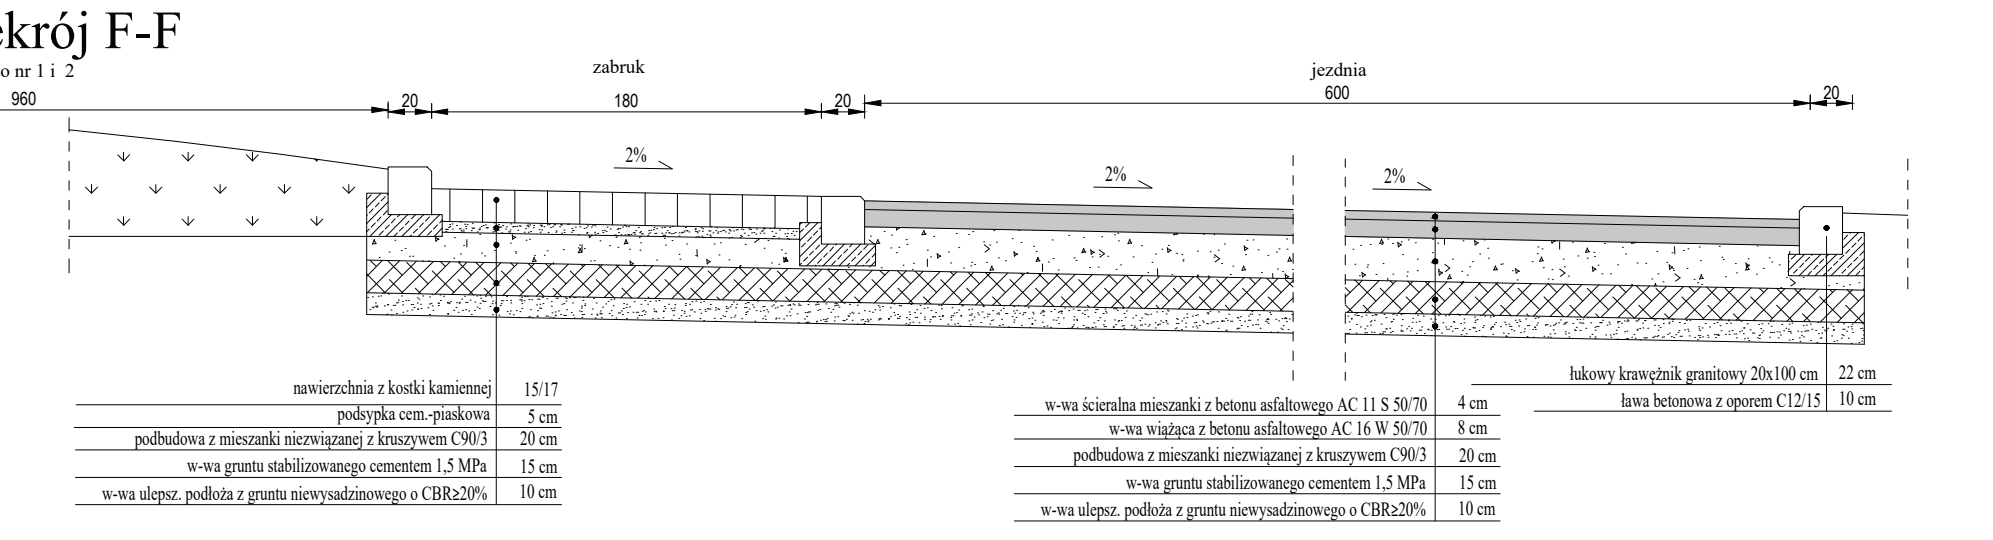 ekrój F-F
o nr 1 i 2
zabruk
jezdnia
960
20
180
20
600
20
2%
2%
2%
nawierzchnia z kostki kamiennej 15/17
podsypka cem.-piaskowa 5 cm
podbudowa z mieszanki niezwiązanej z kruszywem C90/3 20 cm
w-wa gruntu stabilizowanego cementem 1,5 MPa 15 cm
w-wa ulepsz. podłoża z gruntu niewysadzinowego o CBR≥20% 10 cm
w-wa ścieralna mieszanki z betonu asfaltowego AC 11 S 50/70 4 cm
w-wa wiążąca z betonu asfaltowego AC 16 W 50/70 8 cm
podbudowa z mieszanki niezwiązanej z kruszywem C90/3 20 cm
w-wa gruntu stabilizowanego cementem 1,5 MPa 15 cm
w-wa ulepsz. podłoża z gruntu niewysadzinowego o CBR≥20% 10 cm
łukowy krawężnik granitowy 20x100 cm 22 cm
ława betonowa z oporem C12/15 10 cm